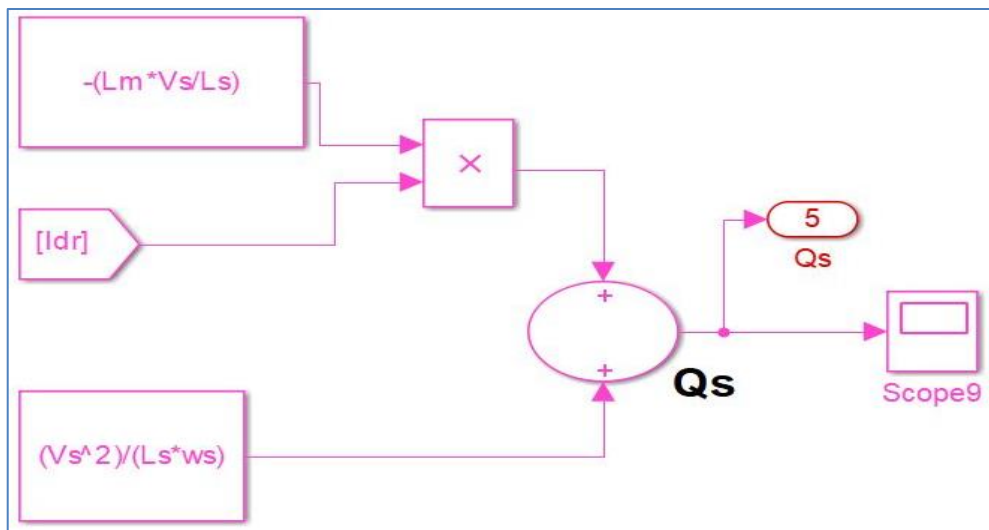 -(Lm*Vs/Ls)
×
[Idr]
+
+
5
Qs
Qs
Scope9
(Vs^2)/(Ls*ws)